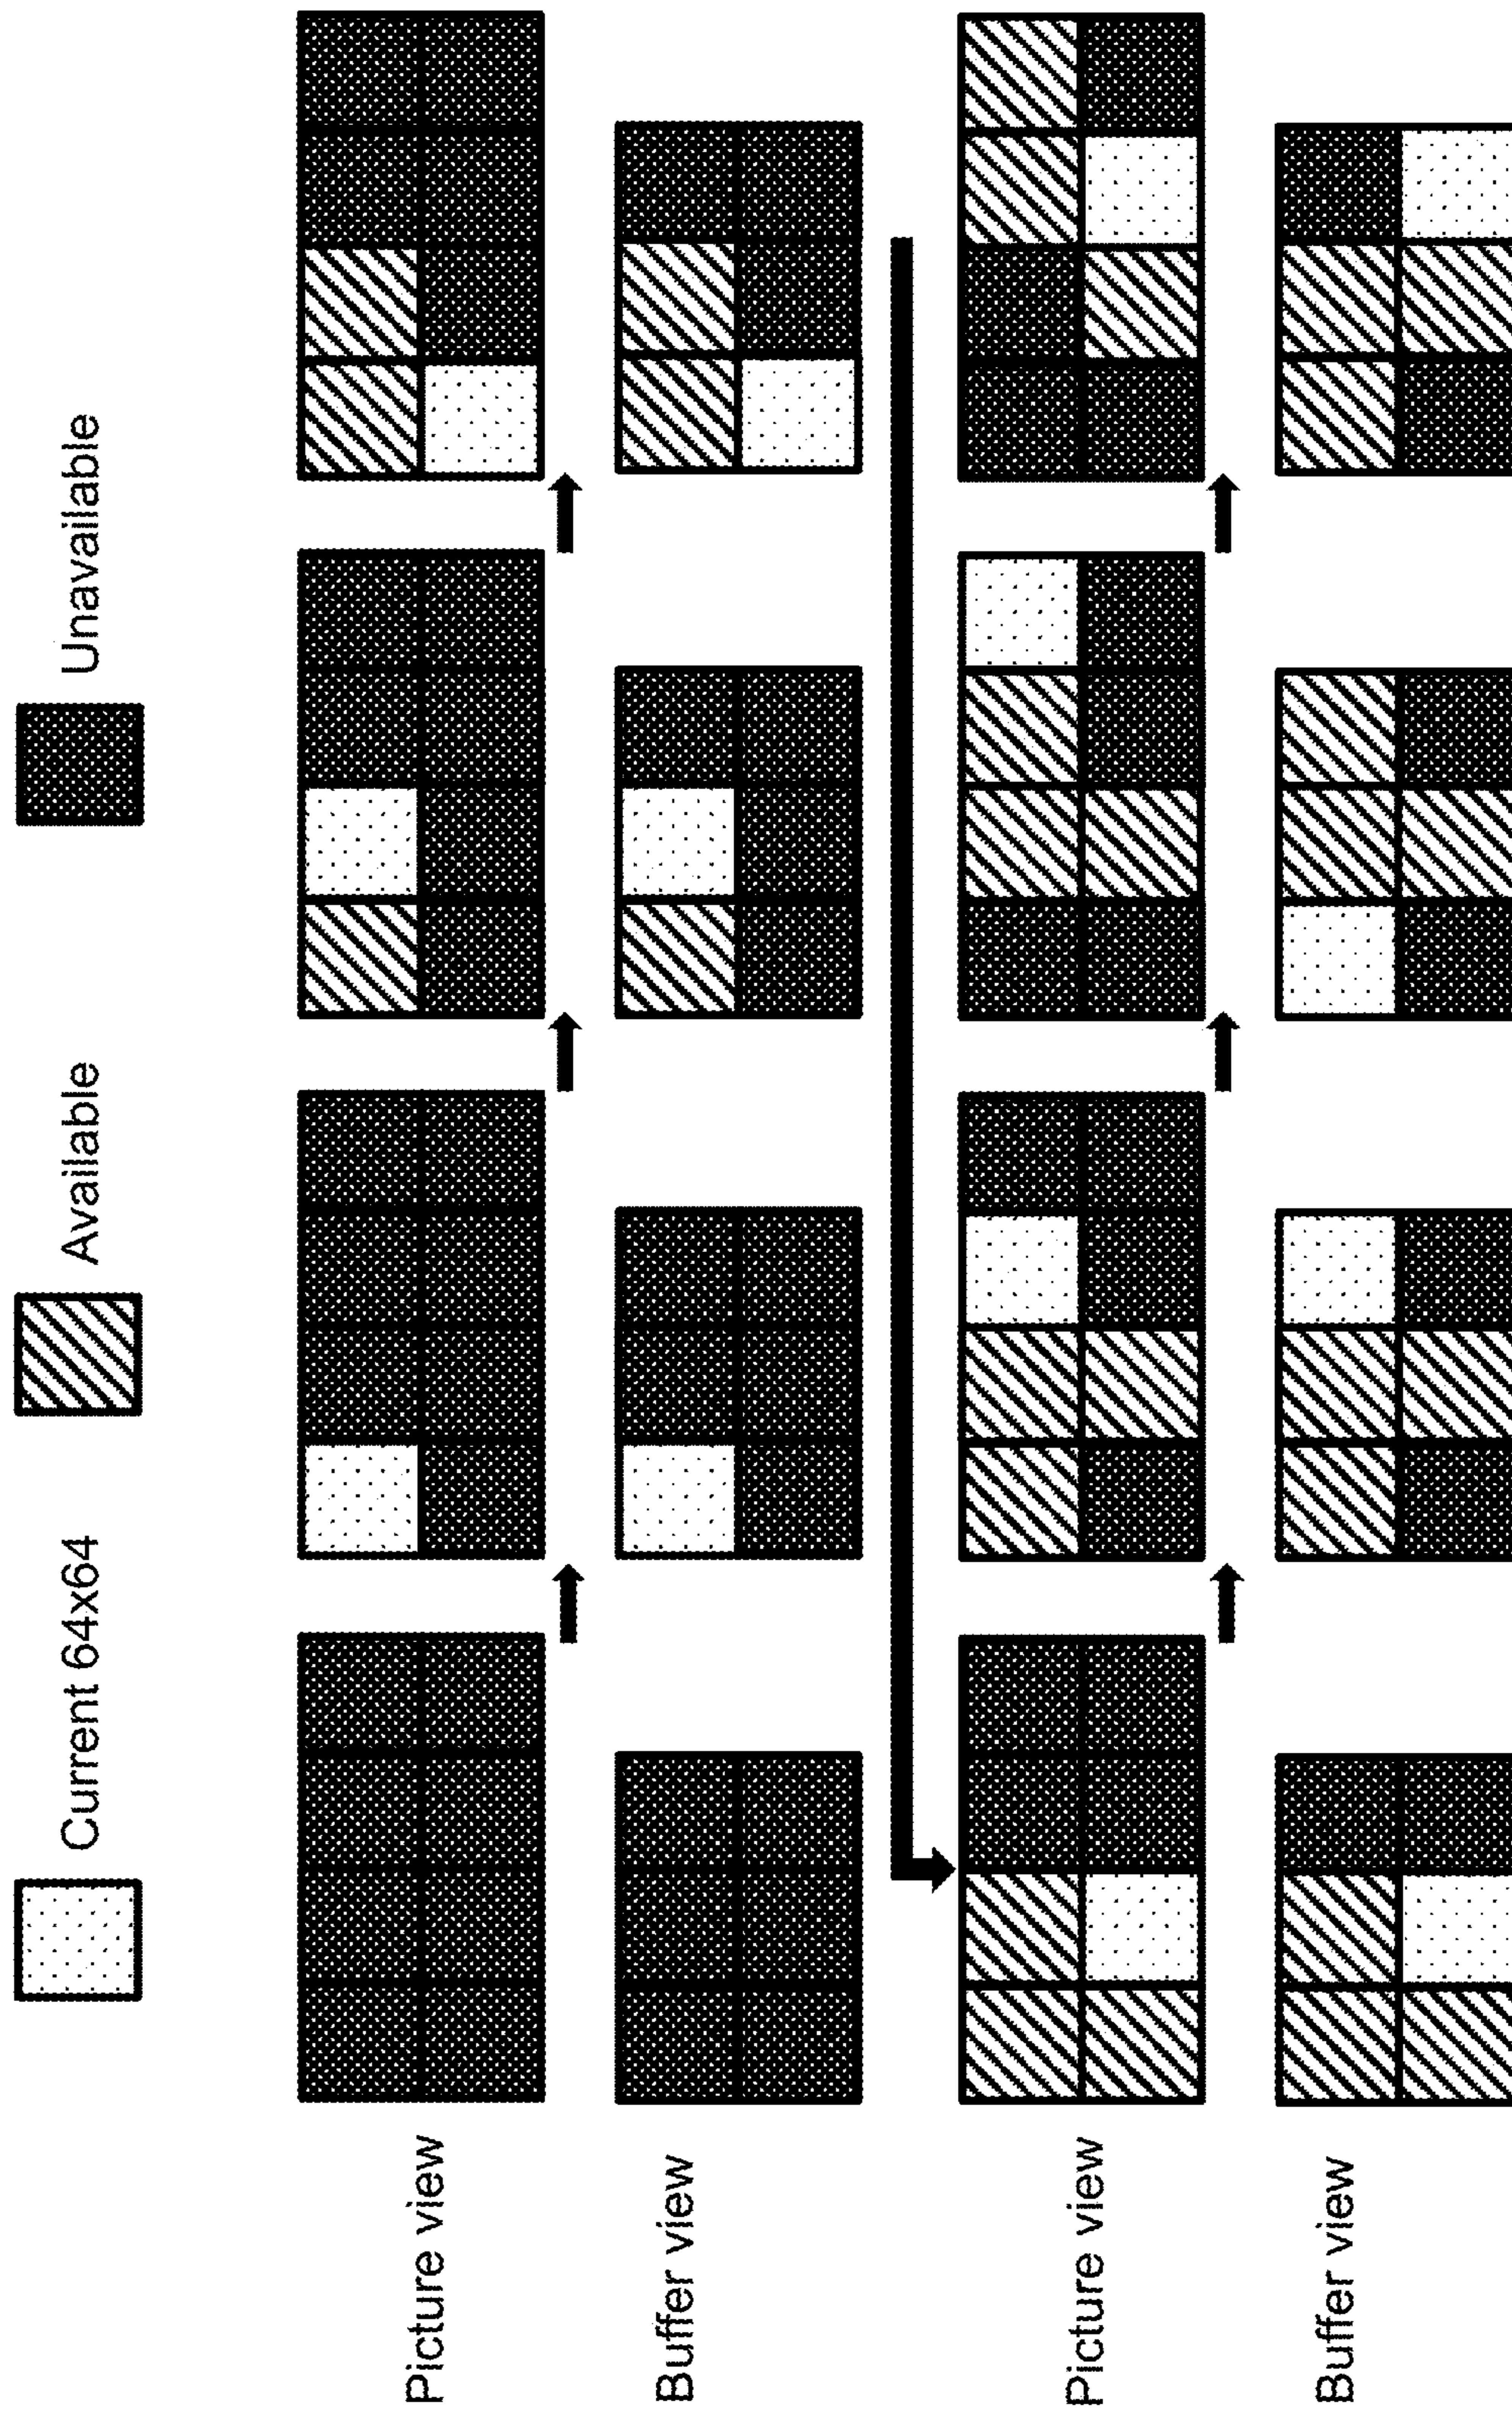 Current 64x64
Available
Unavailable
Picture view
Buffer view
Picture view
Buffer view